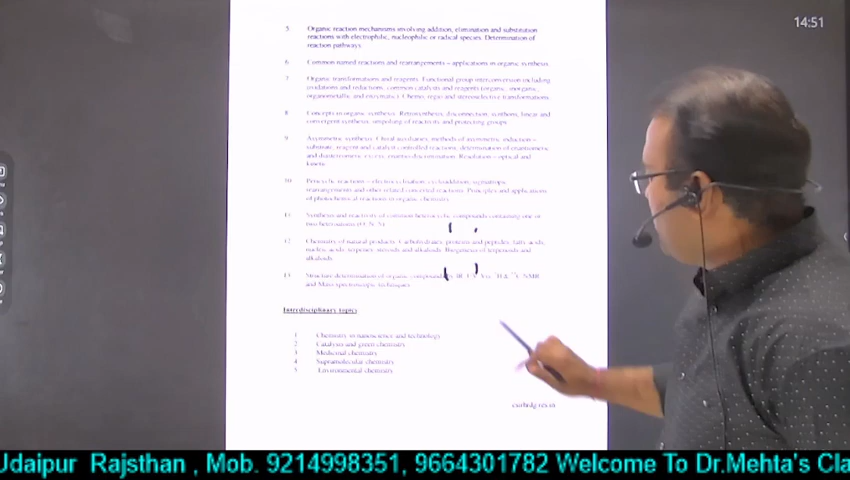 14:51
5 Organic reaction mechanisms involving addition, elimination and substitution
reactions with electrophilic, nucleophilic or radical species. Determination of
reaction pathways
6 Common named reactions and rearrangements – applications in organic synthesis
7 Organic transformations and reagents. Functional group interconversion including
oxidations and reductions, common catalysts and reagents (organic, inorganic,
organometallic and enzymatic). Chemo, regio and stereoselective transformations.
8 Concepts in organic synthesis. Retrosynthesis, disconnection, synthons, linear and
convergent synthesis, umpolung of reactivity and protecting groups
9 Asymmetric synthesis. Chiral auxiliaries, methods of asymmetric induction –
substrate, reagent and catalyst controlled reactions, determination of enantiomeric
and diastereomeric excess enantio-discrimination. Resolution – optical and
kinetic
10 Pericyclic reactions – electrocyclisation cycloaddition, sigmatropic
rearrangements and other related concerted reactions. Principles and applications
of photochemical reactions in organic chemistry
11 Synthesis and reactivity of common heterocyclic compounds containing one or
two heteroatoms (O, N, S)
12 Chemistry of natural products Carbohydrates, proteins and peptides, fatty acids,
nucleic acids, terpenes, steroids and alkaloids. Biogenesis of terpenoids and
alkaloids.
13 Structure determination of organic compounds IR, UV-Vis, ¹H & ¹³C NMR
and Mass spectroscopic techniques
Interdisciplinary topics
1 Chemistry in nanoscience and technology
2 Catalysis and green chemistry
3 Medicinal chemistry
4 Supramolecular chemistry
5 Environmental chemistry
csirhrdg.res.in
Udaipur Rajsthan , Mob. 9214998351, 9664301782 Welcome To Dr.Mehta's Cla